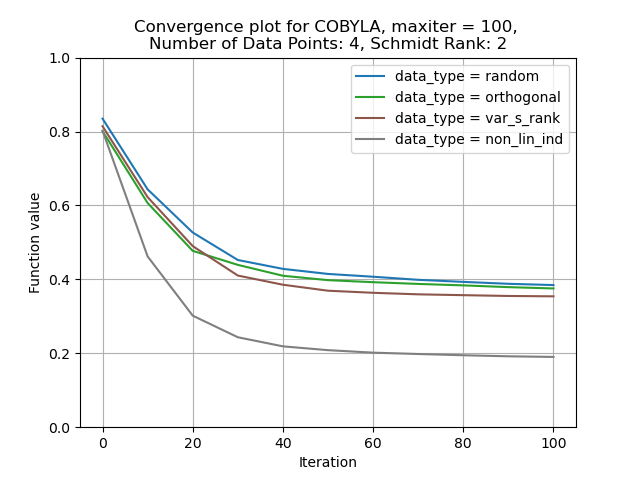 Convergence plot for COBYLA, maxiter = 100,
Number of Data Points: 4, Schmidt Rank: 2
data_type = random
data_type = orthogonal
data_type = var_s_rank
data_type = non_lin_ind
Function value
1.0
0.8
0.6
0.4
0.2
0.0
0 20 40 60 80 100
Iteration